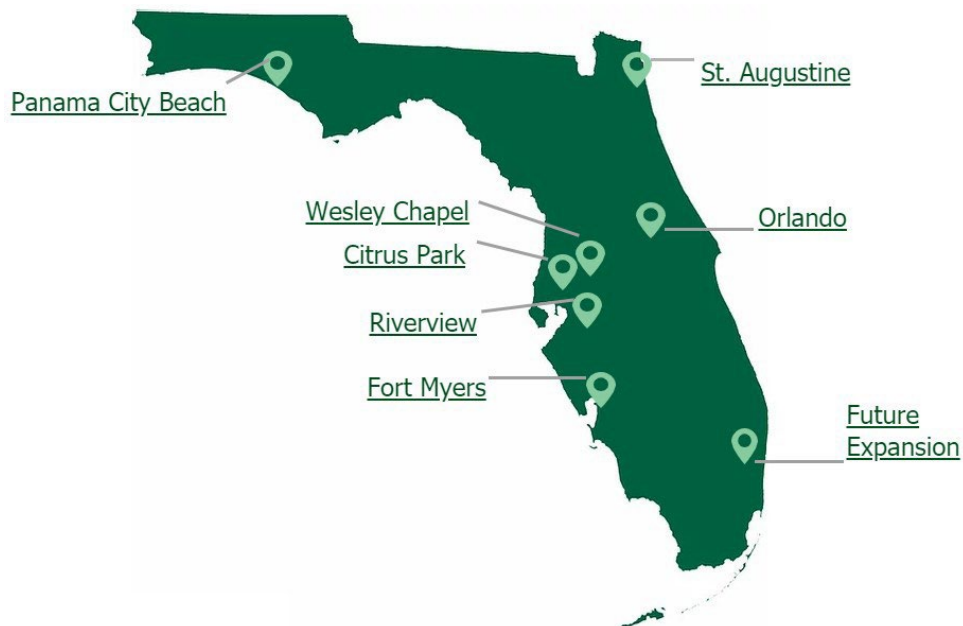 Panama City Beach
St. Augustine
Wesley Chapel
Orlando
Citrus Park
Riverview
Fort Myers
Future
Expansion